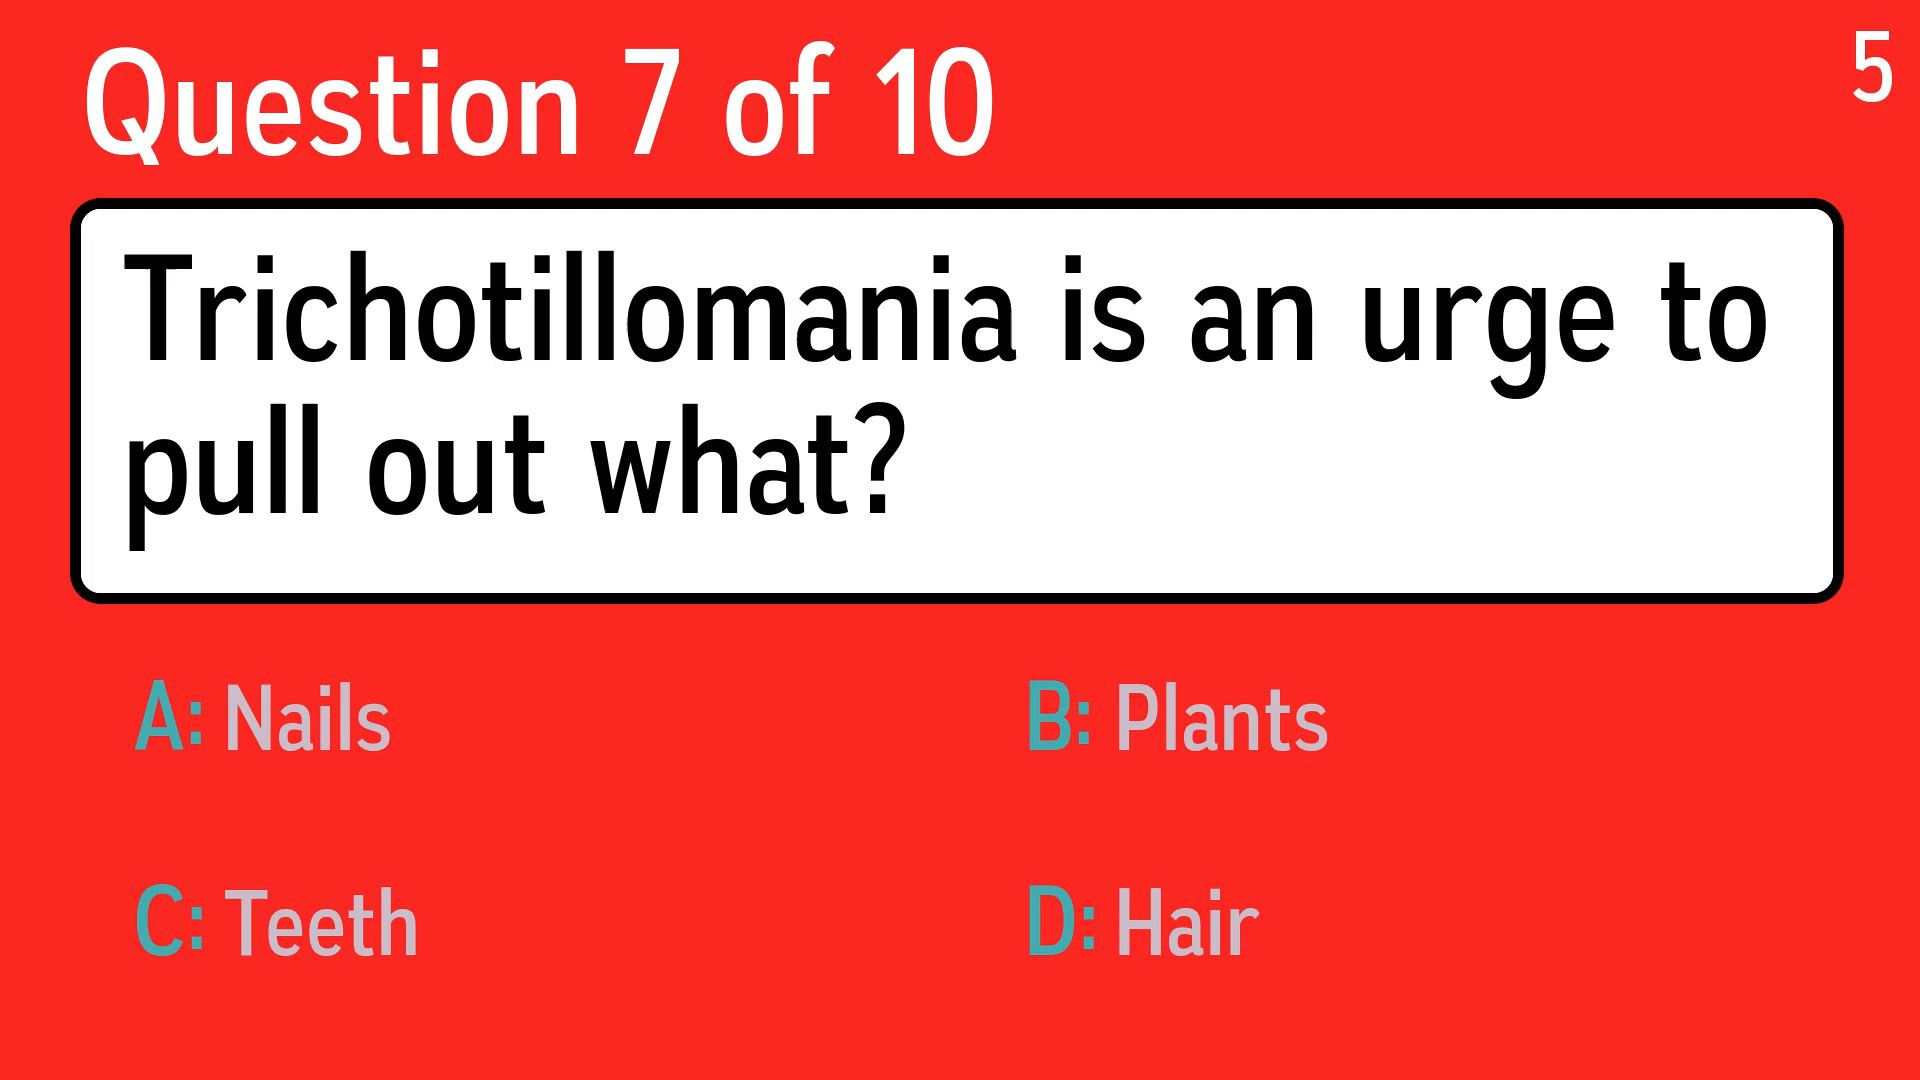 Question 7 of 10
5
Trichotillomania is an urge to
pull out what?
A: Nails
B: Plants
C: Teeth
D: Hair